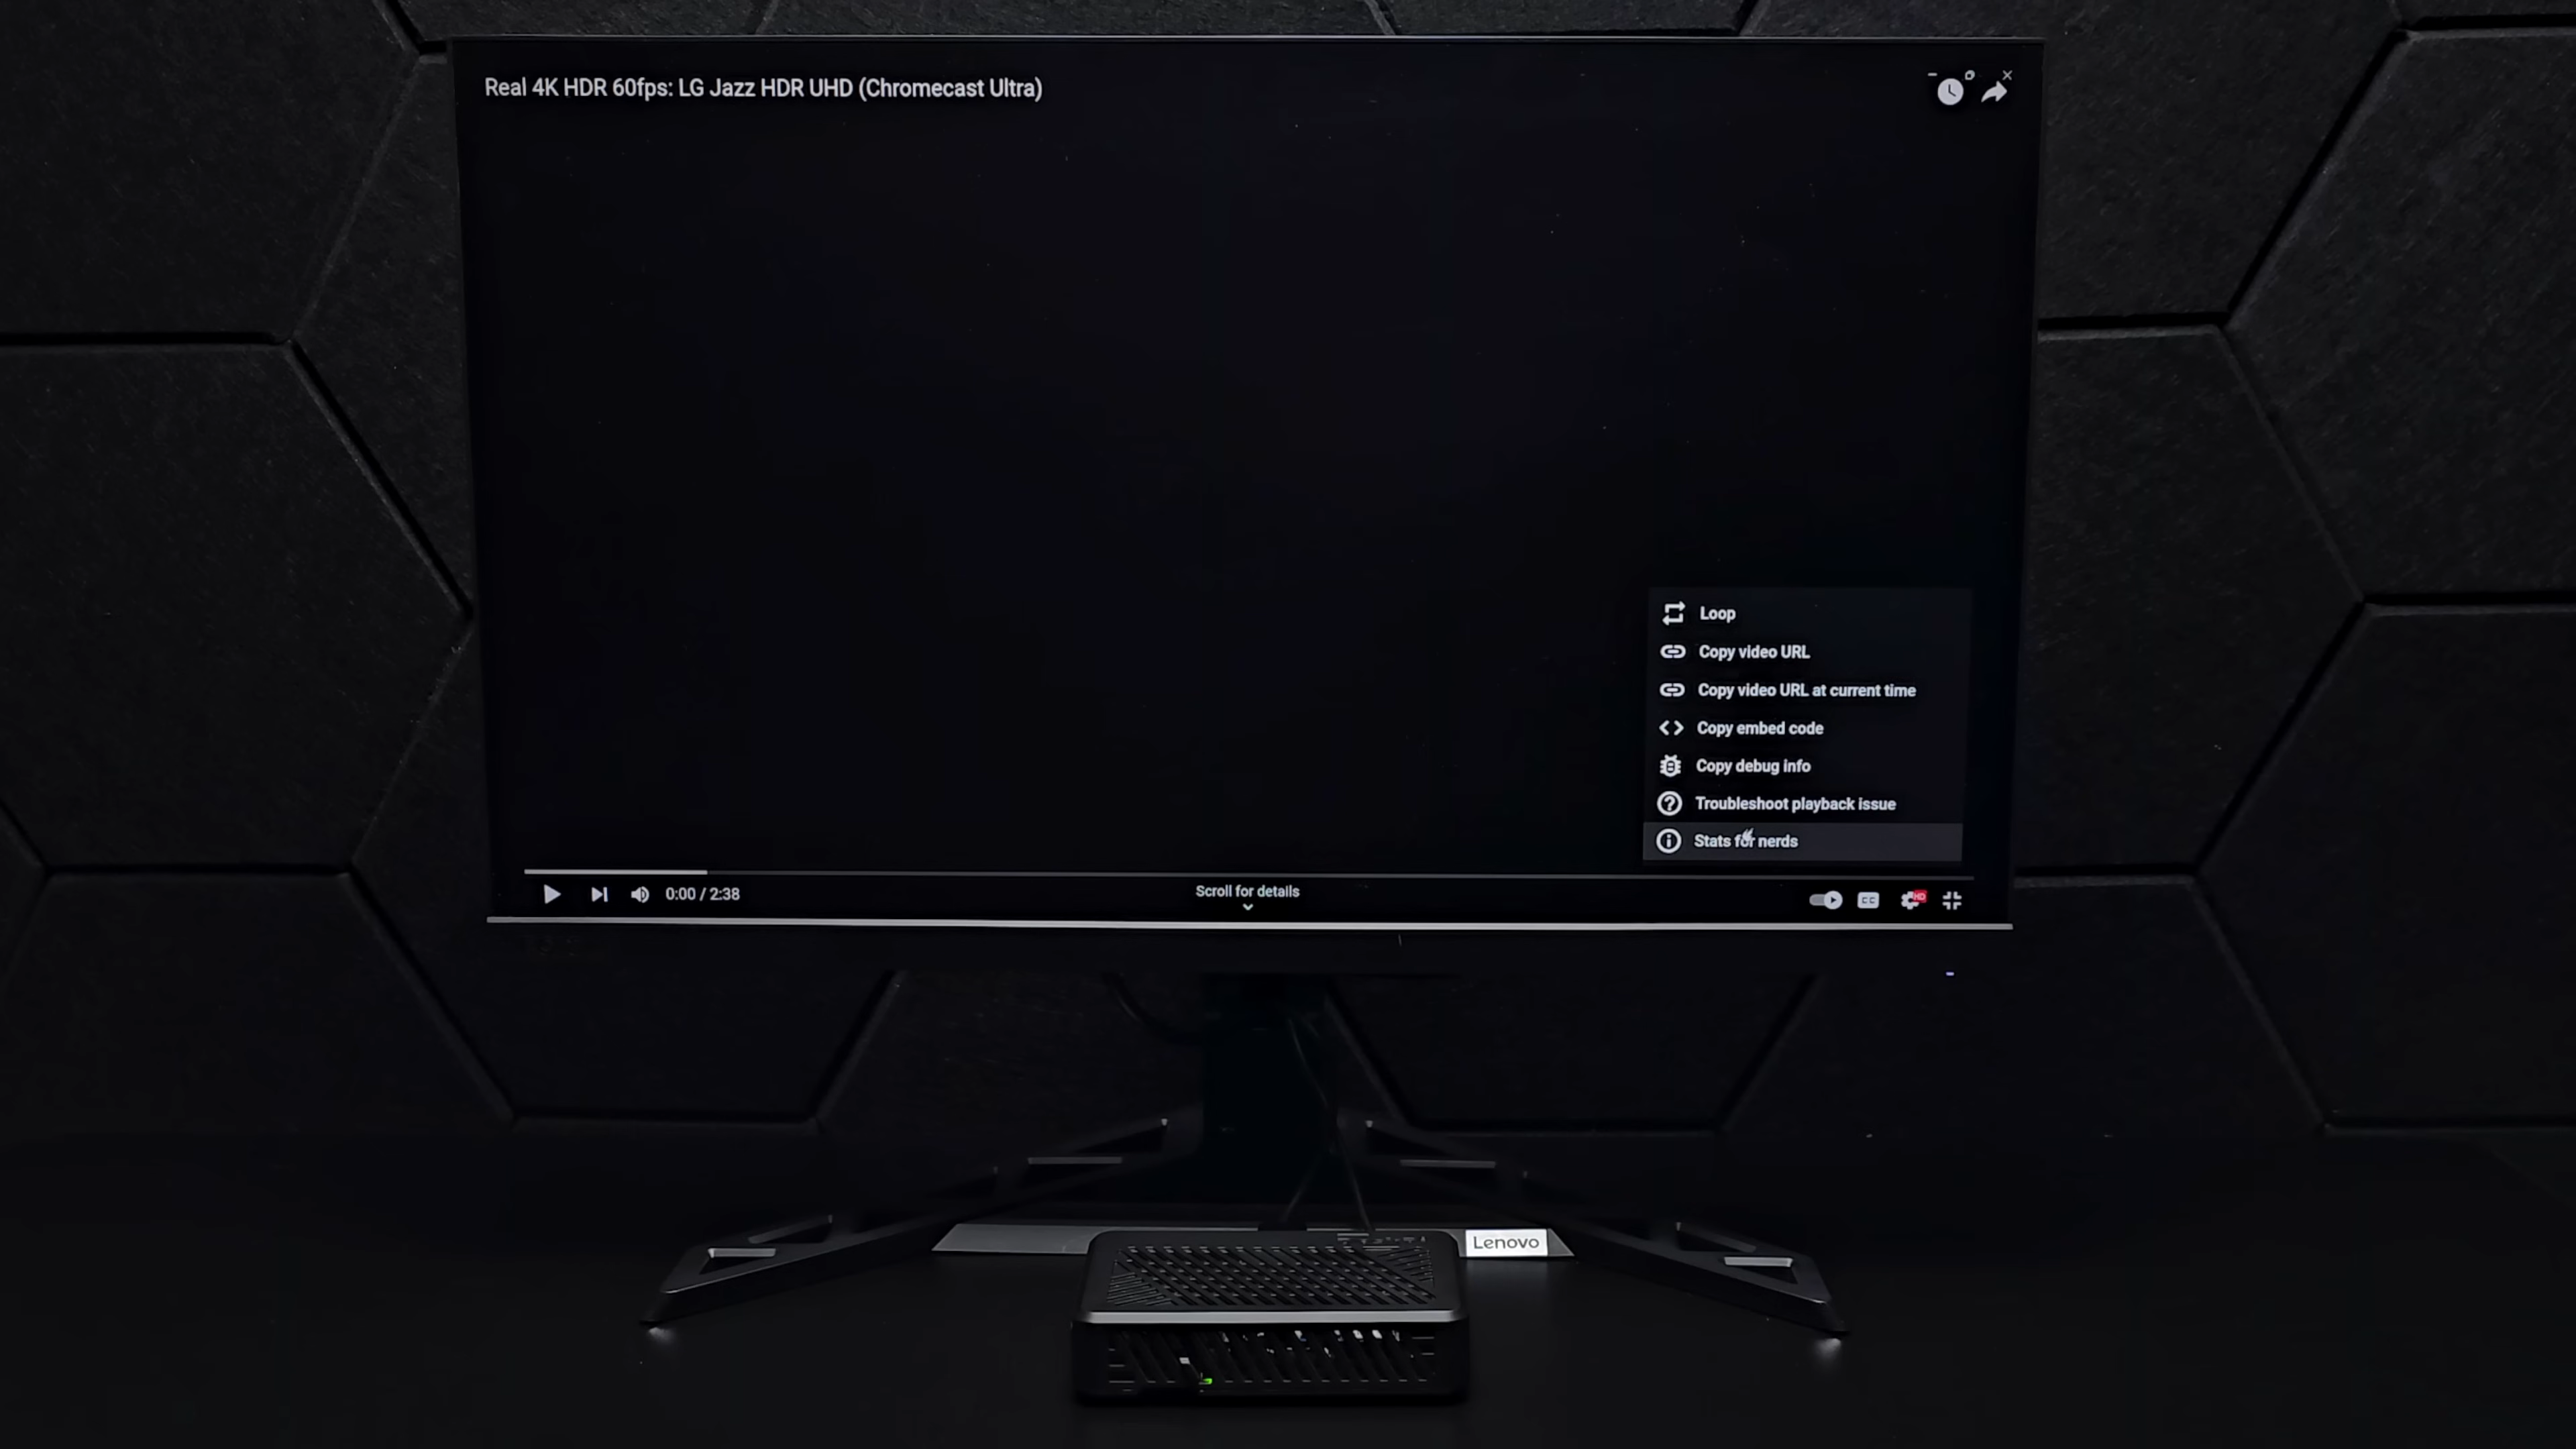 Real 4K HDR 60fps: LG Jazz HDR UHD (Chromecast Ultra)
Loop
Copy video URL
Copy video URL at current time
Copy embed code
Copy debug info
Troubleshoot playback issue
Stats for nerds
0:00 / 2:38
Scroll for details
CC
HD
Lenovo